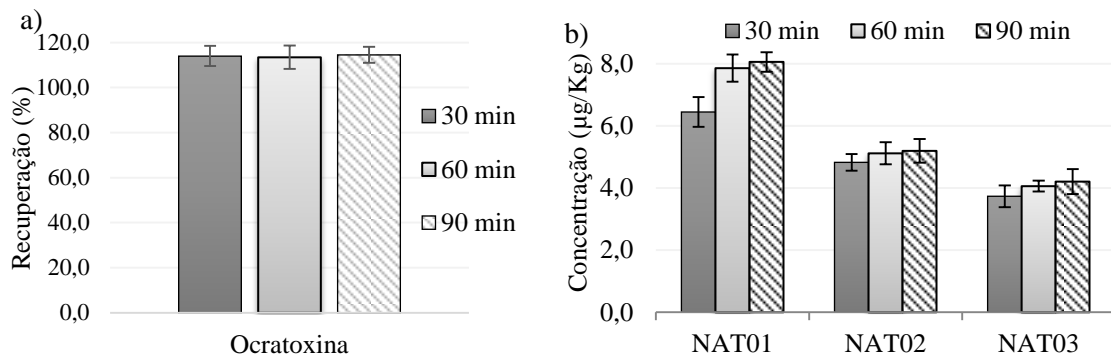 a)
Recuperação (%)
120,0
100,0
80,0
60,0
40,0
20,0
0,0
Ocratoxina
30 min
60 min
90 min
b)
30 min 60 min 90 min
Concentração (µg/Kg)
8,0
6,0
4,0
2,0
0,0
NAT01 NAT02 NAT03